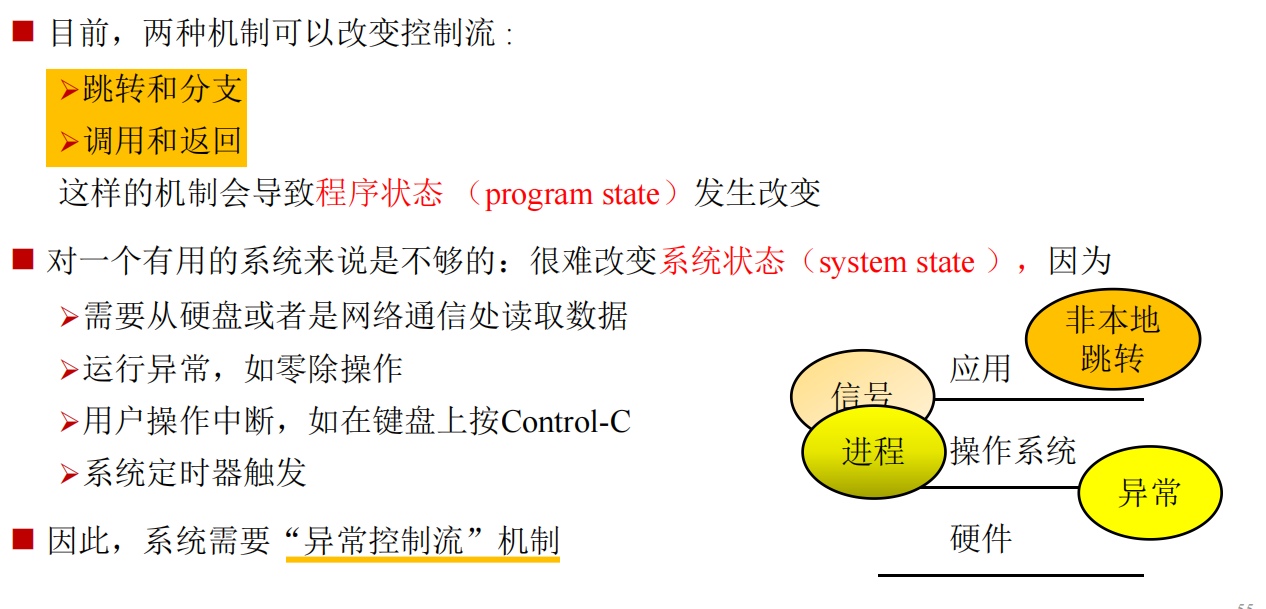 目前，两种机制可以改变控制流：
跳转和分支
调用和返回
这样的机制会导致程序状态（program state）发生改变
对一个有用的系统来说是不够的：很难改变系统状态（system state ），因为
需要从硬盘或者是网络通信处读取数据
运行异常，如零除操作
用户操作中断，如在键盘上按Control-C
系统定时器触发
因此，系统需要“异常控制流”机制
非本地
跳转
应用
信号
进程
操作系统
异常
硬件
55